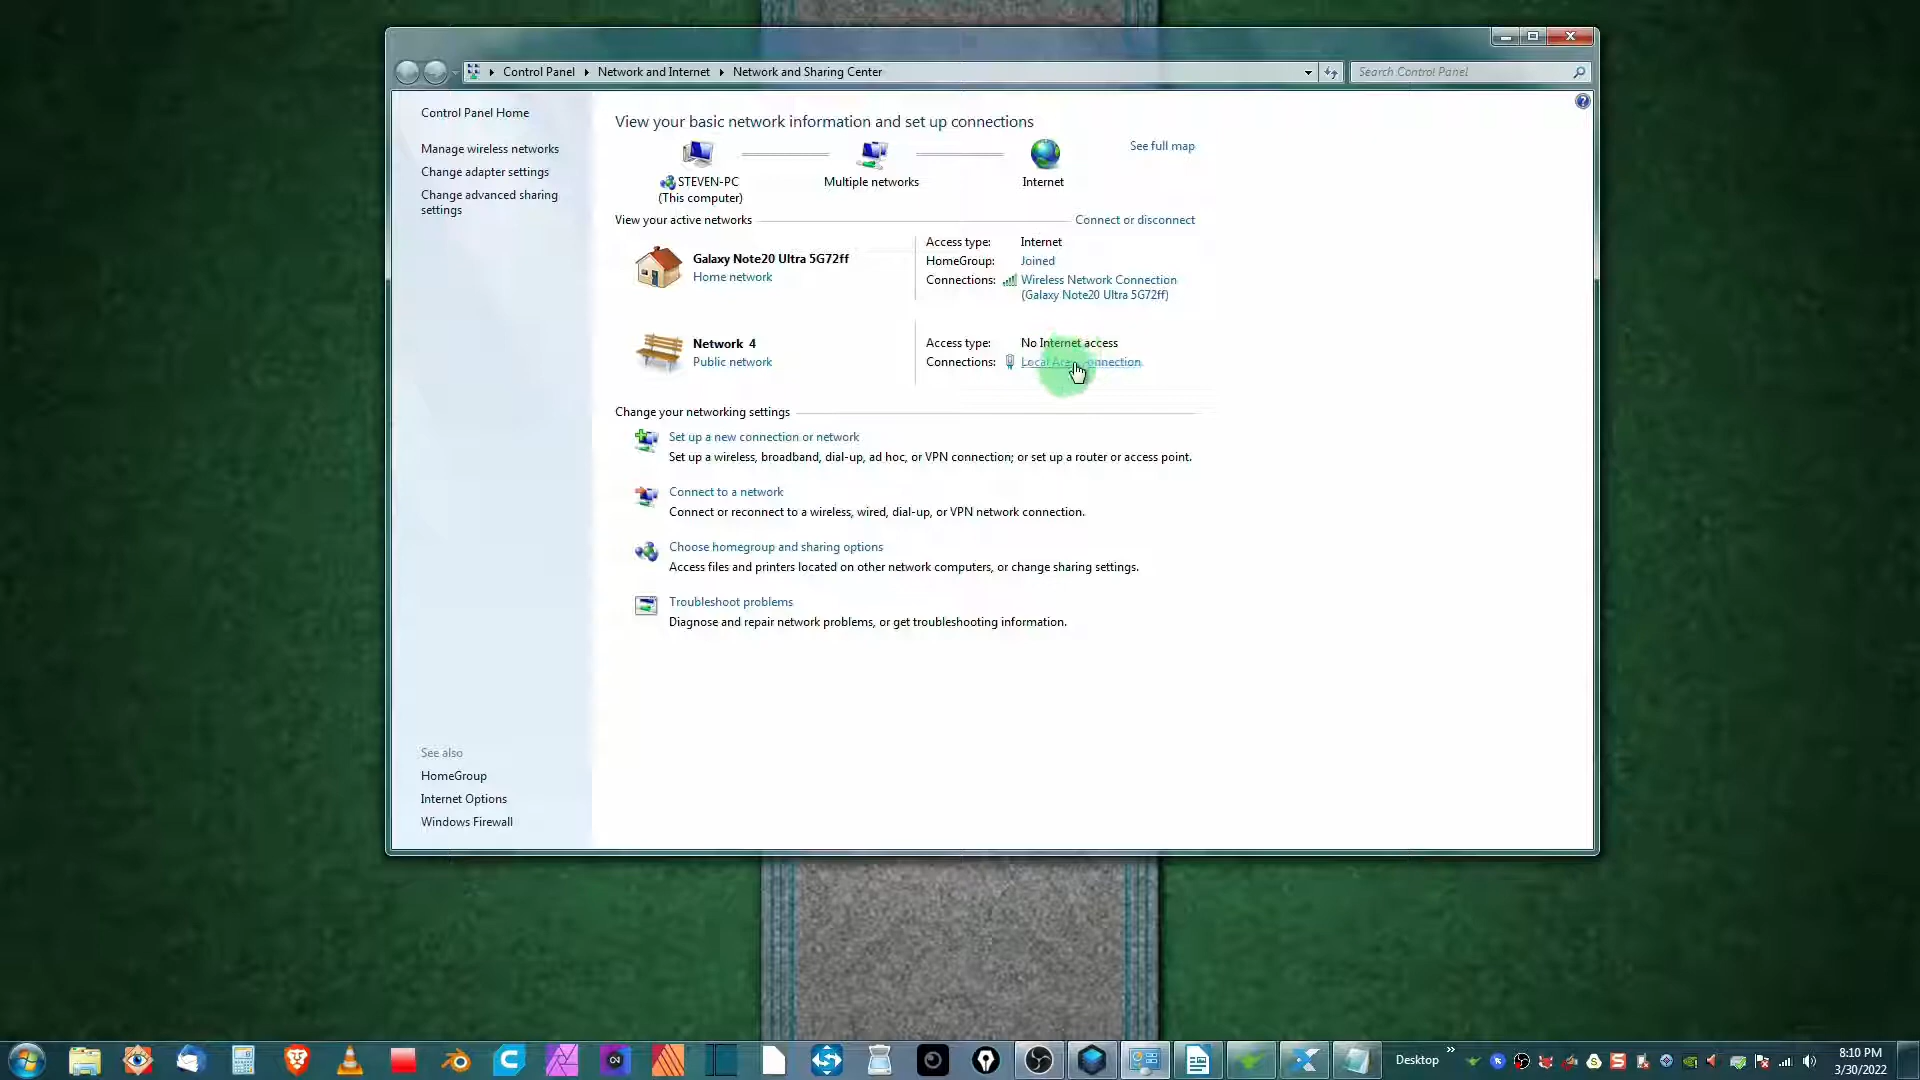 Control Panel
Network and Internet
Network and Sharing Center
Search Control Panel
Control Panel Home
Manage wireless networks
Change adapter settings
Change advanced sharing
settings
View your basic network information and set up connections
See full map
STEVEN-PC
(This computer)
Multiple networks
Internet
View your active networks
Connect or disconnect
Galaxy Note20 Ultra 5G72ff
Home network
Access type: Internet
HomeGroup: Joined
Connections: Wireless Network Connection
(Galaxy Note20 Ultra 5G72ff)
Network 4
Public network
Access type: No Internet access
Connections: Local Area Connection
Change your networking settings
Set up a new connection or network
Set up a wireless, broadband, dial-up, ad hoc, or VPN connection; or set up a router or access point.
Connect to a network
Connect or reconnect to a wireless, wired, dial-up, or VPN network connection.
Choose homegroup and sharing options
Access files and printers located on other network computers, or change sharing settings.
Troubleshoot problems
Diagnose and repair network problems, or get troubleshooting information.
See also
HomeGroup
Internet Options
Windows Firewall
Desktop
8:10 PM
3/30/2022